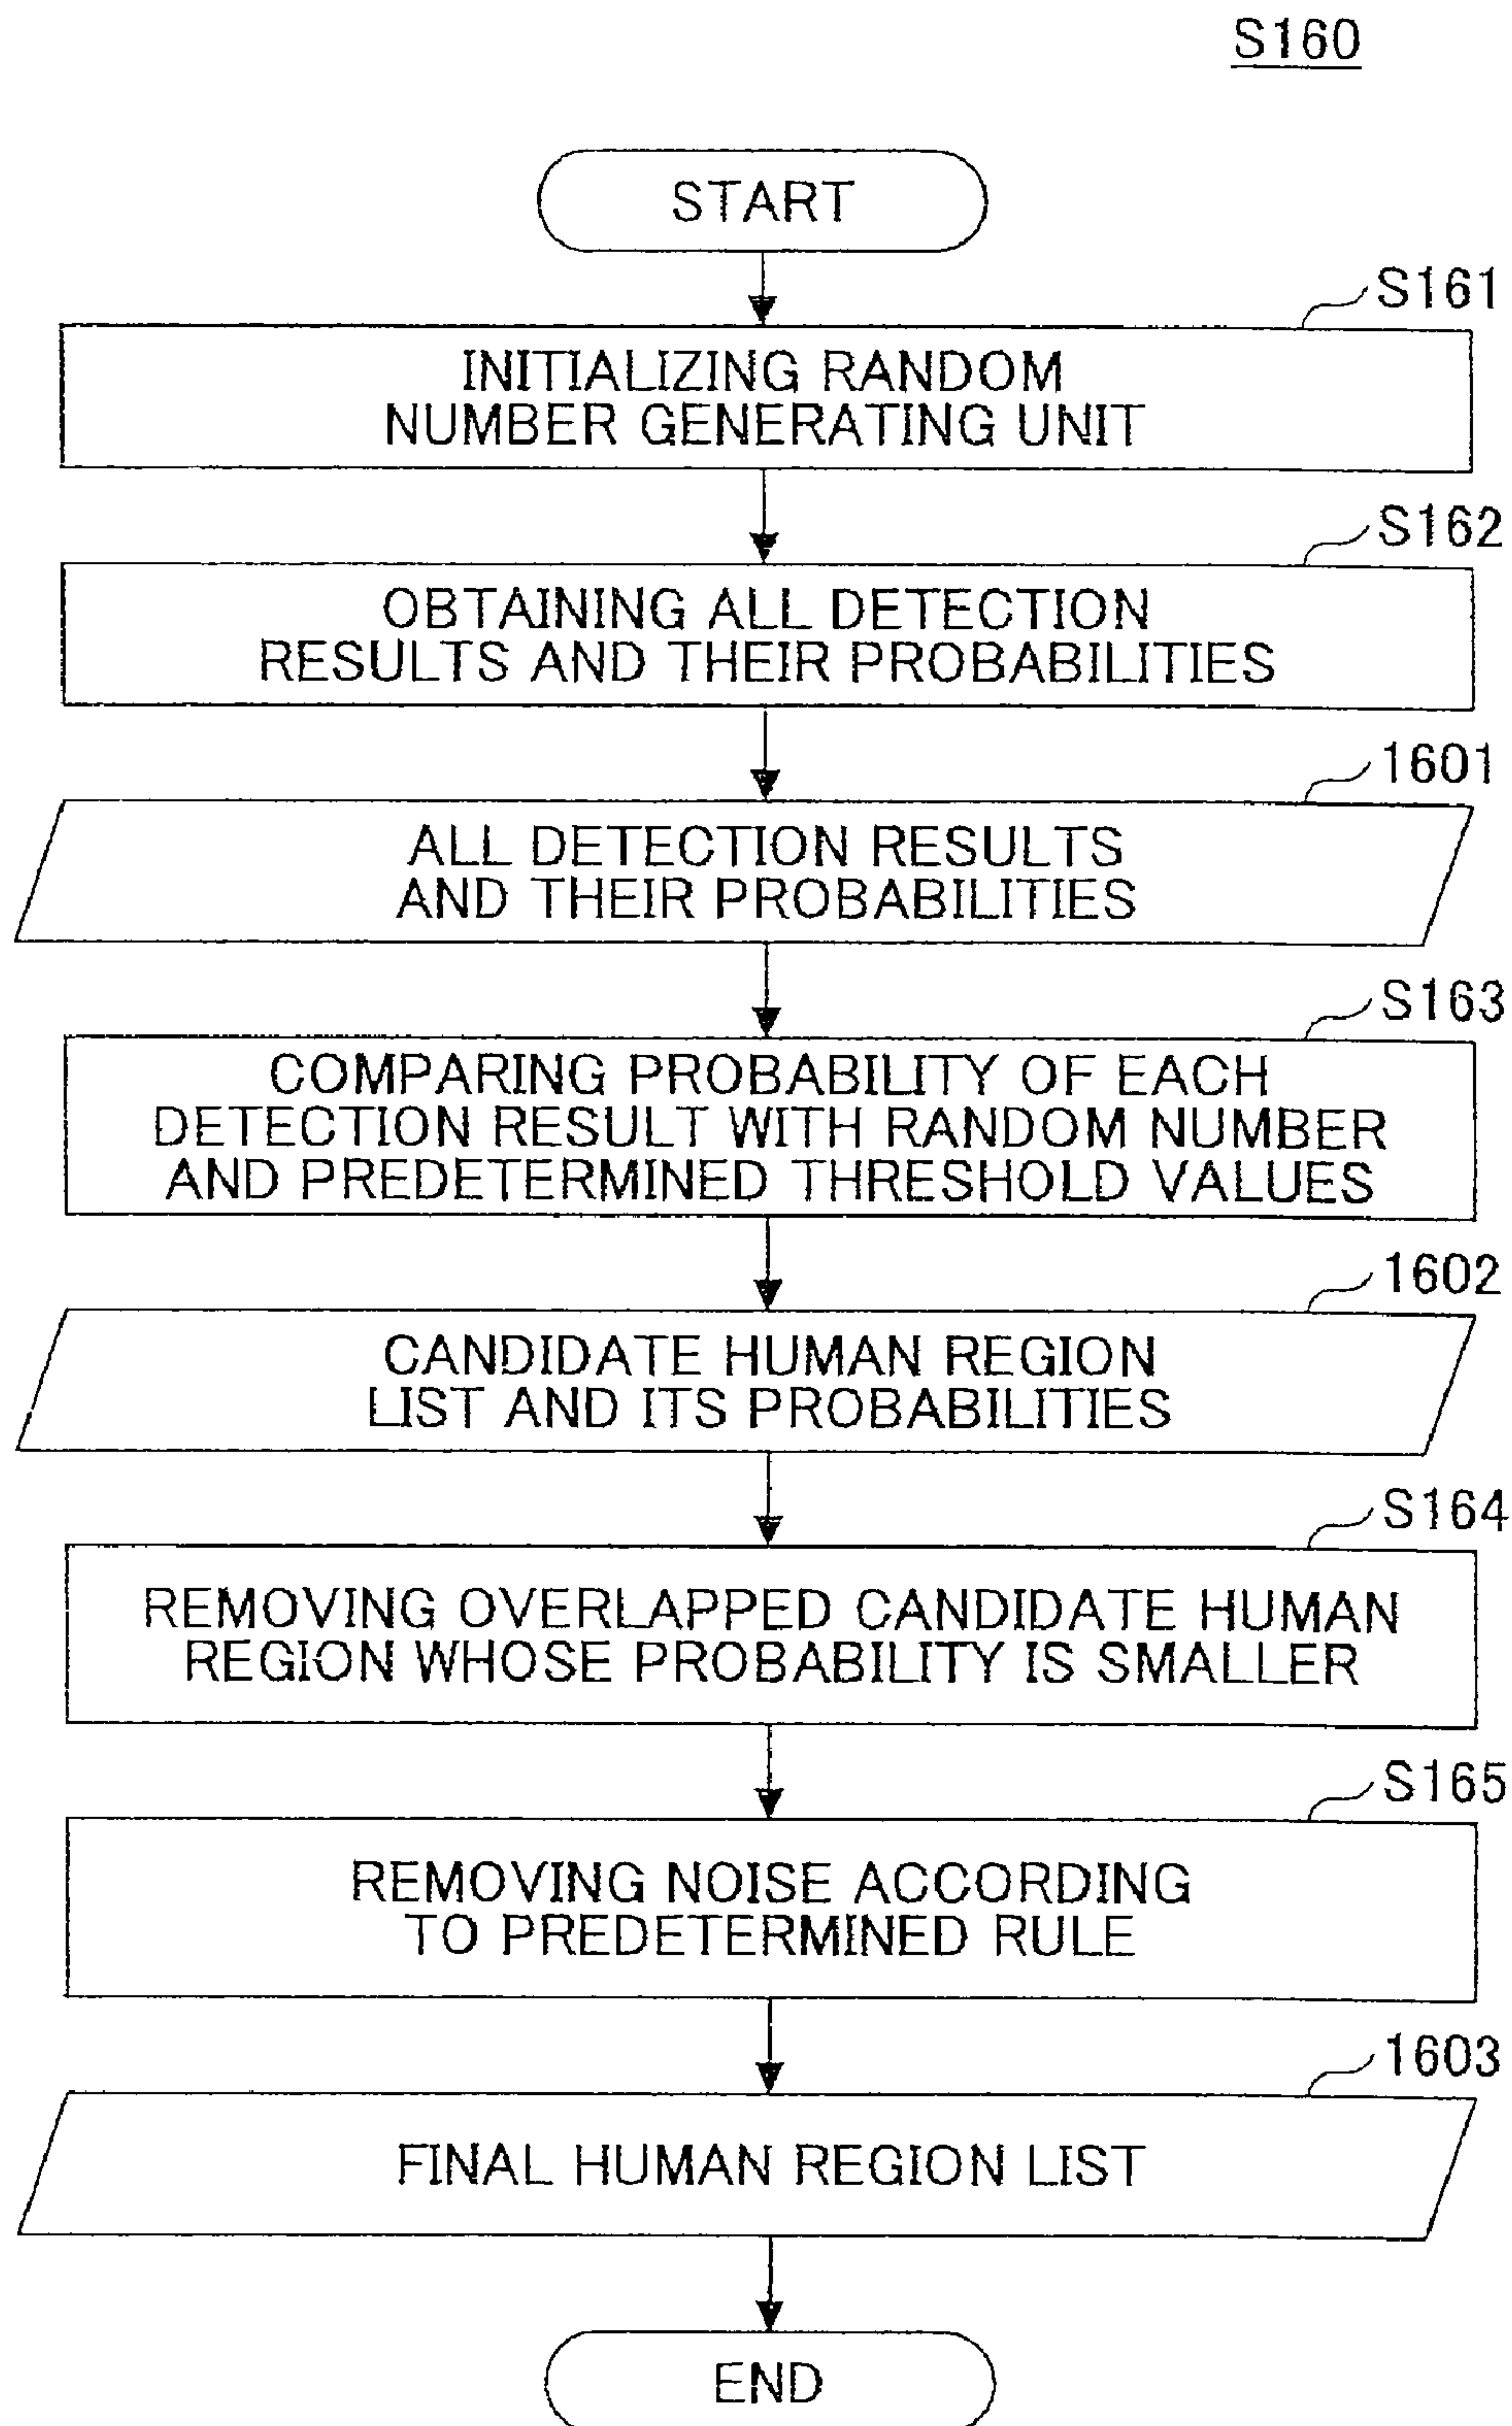 S160
START
S161
INITIALIZING RANDOM
NUMBER GENERATING UNIT
S162
OBTAINING ALL DETECTION
RESULTS AND THEIR PROBABILITIES
1601
ALL DETECTION RESULTS
AND THEIR PROBABILITIES
S163
COMPARING PROBABILITY OF EACH
DETECTION RESULT WITH RANDOM NUMBER
AND PREDETERMINED THRESHOLD VALUES
1602
CANDIDATE HUMAN REGION
LIST AND ITS PROBABILITIES
S164
REMOVING OVERLAPPED CANDIDATE HUMAN
REGION WHOSE PROBABILITY IS SMALLER
S165
REMOVING NOISE ACCORDING
TO PREDETERMINED RULE
1603
FINAL HUMAN REGION LIST
END